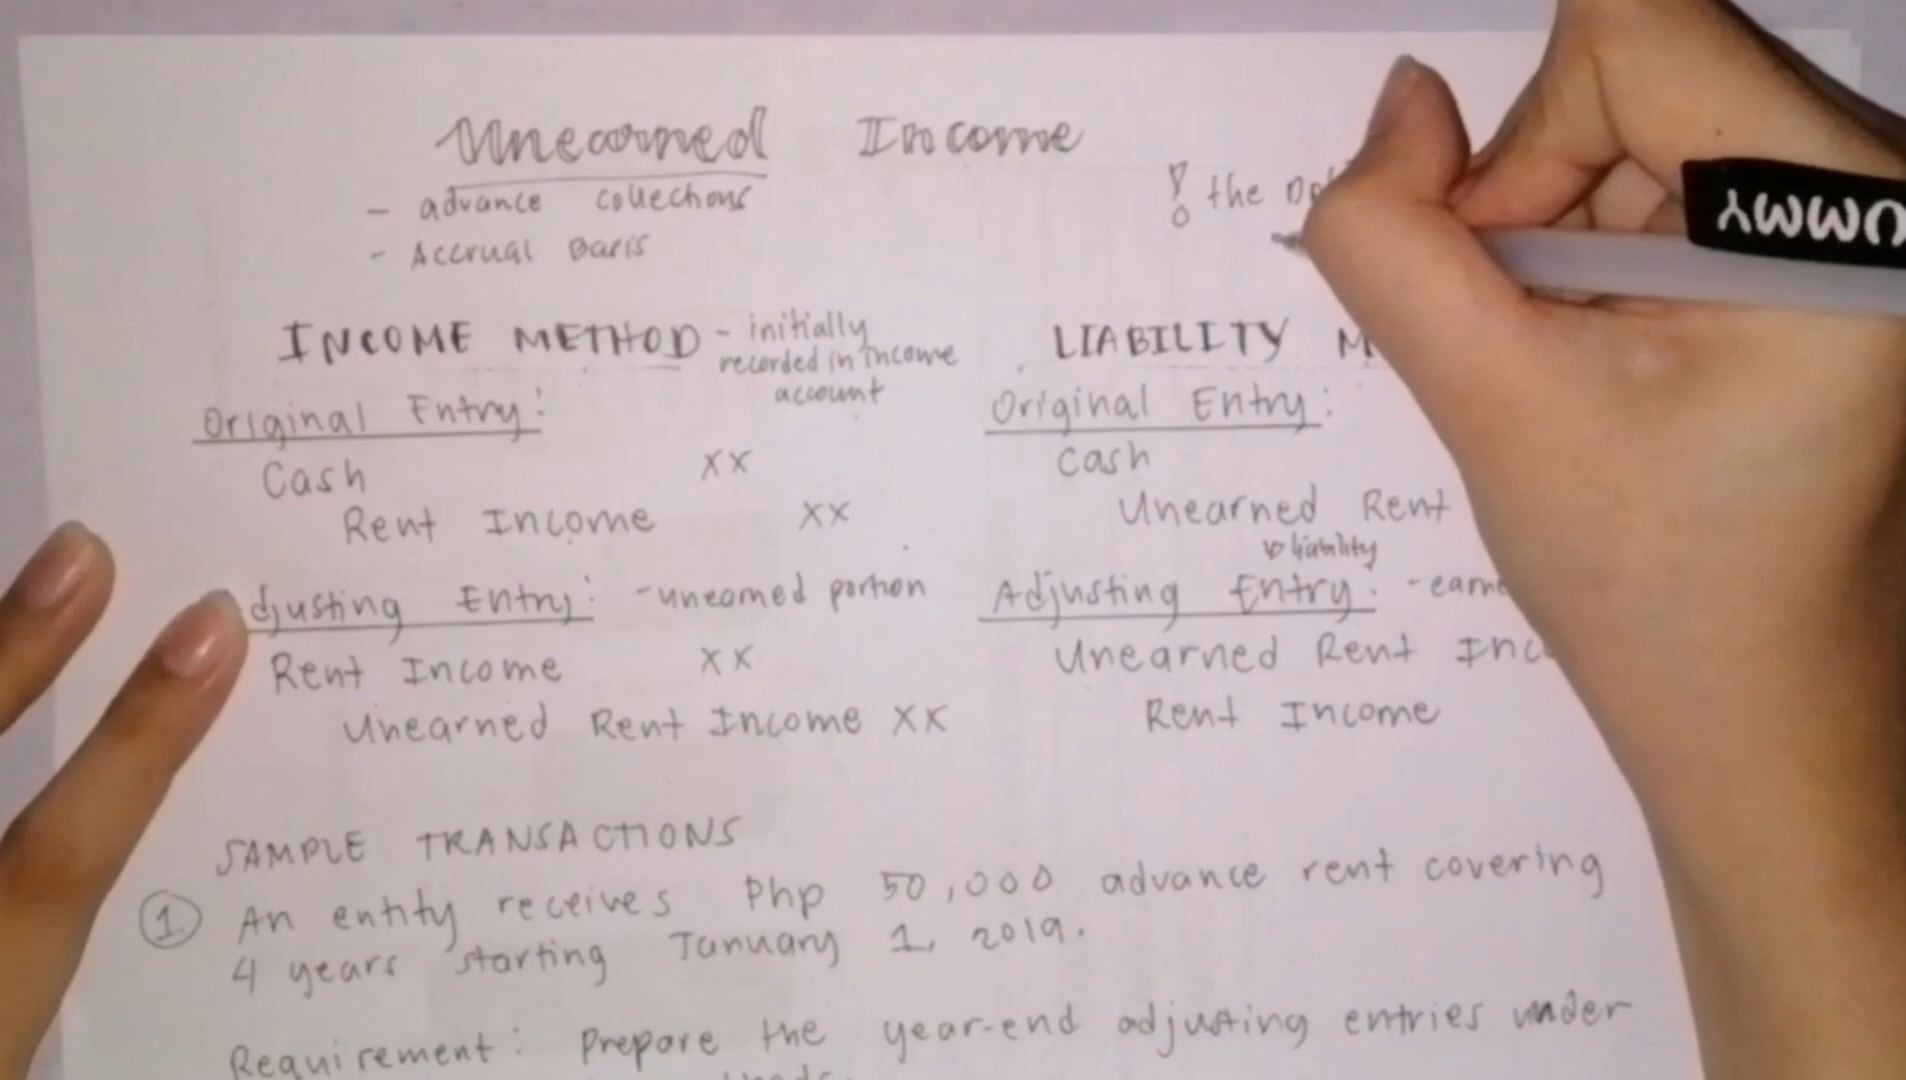 Unearned Income
- advance collections
- Accrual Basis
! the
INCOME METHOD - initially
recorded in income
account
Original Entry:
Cash xx
Rent Income xx
djusting Entry: -unearned portion
Rent Income xx
Unearned Rent Income xx
LIABILITY
Original Entry:
Cash
Unearned Rent
liability
Adjusting Entry:
Unearned Rent
Rent Income
SAMPLE TRANSACTIONS
1. An entity receives Php 50,000 advance rent covering
4 years starting January 1, 2019.
Requirement: Prepare the year-end adjusting entries under